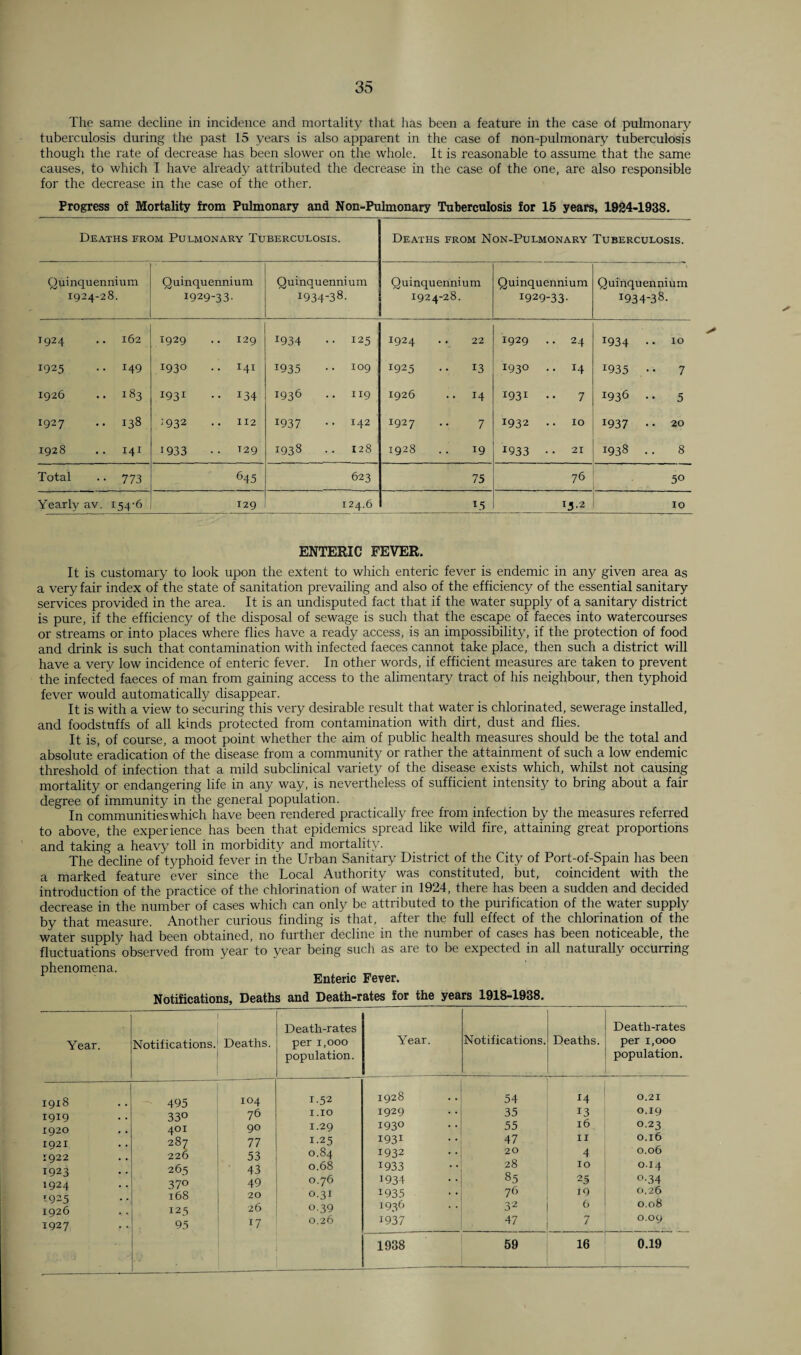 35
The same decline in incidence and mortality that has been a feature in the case of pulmonary
tuberculosis during the past 15 years is also apparent in the case of non-pulmonary tuberculosis
though the rate of decrease has been slower on the whole. It is reasonable to assume that the same
causes, to which I have already attributed the decrease in the case of the one, are also responsible
for the decrease in the case of the other.
Progress of Mortality from Pulmonary and Non-Pulmonary Tuberculosis for 15 years, 1924-1938.
Deaths from Pulmonary Tuberculosis. Deaths from Non-Pulmonary Tuberculosis.
Quinquennium Quinquennium Quinquennium Quinquennium Quinquennium Quinquennium
1924-28. 1929-33. 1934-38. 1924-28. 1929-33. 1934-38.
1924 .. 162 1929 .. 129 1934 .. 125 1924 .. 22 1929 .. 24 1934 .. 10
1925 .. 149 1930 .. 141 1935 .. 109 1925 .. 13 1930 .. 14 1935 .. 7
1926 .. 183 1931 .. 134 1936 .. 119 1926 .. 14 1931 .. 7 1936 .. 5
1927 .. 138 1932 .. 112 1937 .. 142 1927 .. 7 1932 .. 10 1937 .. 20
1928 .. 141 1933 .. 129 1938 .. 128 1928 .. 19 1933 .. 21 1938 .. 8
Total .. 773 645 623 75 76 50
Yearly av. 154·6 129 124.6 15 15.2 10
ENTERIC FEVER.
It is customary to look upon the extent to which enteric fever is endemic in any given area as
a very fair index of the state of sanitation prevailing and also of the efficiency of the essential sanitary
services provided in the area. It is an undisputed fact that if the water supply of a sanitary district
is pure, if the efficiency of the disposal of sewage is such that the escape of faeces into watercourses
or streams or into places where flies have a ready access, is an impossibility, if the protection of food
and drink is such that contamination with infected faeces cannot take place, then such a district will
have a very low incidence of enteric fever. In other words, if efficient measures are taken to prevent
the infected faeces of man from gaining access to the alimentary tract of his neighbour, then typhoid
fever would automatically disappear.
It is with a view to securing this very desirable result that water is chlorinated, sewerage installed,
and foodstuffs of all kinds protected from contamination with dirt, dust and flies.
It is, of course, a moot point whether the aim of public health measures should be the total and
absolute eradication of the disease from a community or rather the attainment of such a low endemic
threshold of infection that a mild subclinical variety of the disease exists which, whilst not causing
mortality or endangering life in any way, is nevertheless of sufficient intensity to bring about a fair
degree of immunity in the general population.
In communities which have been rendered practically free from infection by the measures referred
to above, the experience has been that epidemics spread like wild fire, attaining great proportions
and taking a heavy toll in morbidity and mortality.
The decline of typhoid fever in the Urban Sanitary District of the City of Port-of-Spain has been
a marked feature ever since the Local Authority was constituted, but, coincident with the
introduction of the practice of the chlorination of water in 1924, there has been a sudden and decided
decrease in the number of cases which can only be attributed to the purification of the water supply
by that measure. Another curious finding is that, after the full effect of the chlorination of the
water supply had been obtained, no further decline in the number of cases has been noticeable, the
fluctuations observed from year to year being such as are to be expected in all naturally occurring
phenomena.
Enteric Fever.
Notifications, Deaths and Death-rates for the years 1918-1938.
Year. Notifications. Deaths. Death-rates per 1,000 population. Year. Notifications. Deaths. Death-rates per 1,000 population.
1918 .. 495 104 1.52 1928 .. 54 14 0.21
1919 .. 330 76 1.10 1929 .. 35 13 0.19
1920 .. 401 90 1.29 1930 .. 55 16 0.23
1921 .. 287 77 1.25 1931 .. 47 11 0.16
1922 .. 226 53 0.84 1932 .. 20 4 0.06
1923 .. 265 43 0.68 1933 .. 28 10 0.14
1924 .. 370 49 0.76 1934 .. 85 25 0.34
1925 .. 168 20 0.31 1935 .. 76 19 0.26
1926 .. 125 26 0.39 1936 .. 32 6 0.08
1927 .. 95 17 0.26 1937 47 7 0.09
1938 59 16 0.19